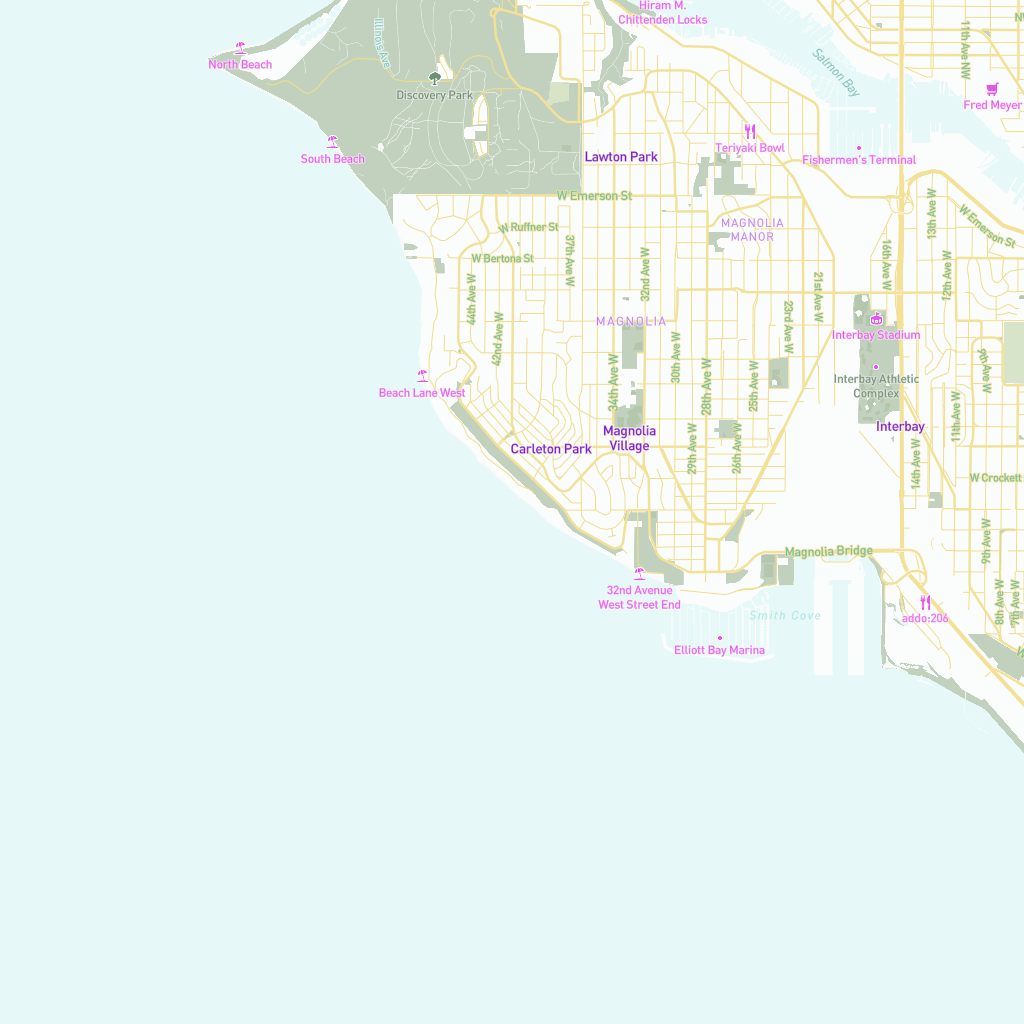 Hiram M.
Chittenden Locks
Illinois Ave
11th Ave NW
North Beach
Salmon Bay
Discovery Park
Fred Meyer
Teriyaki Bowl
Fishermen's Terminal
South Beach
Lawton Park
W Emerson St
13th Ave W
W Emerson St
MAGNOLIA
MANOR
W Ruffner St
37th Ave W
32nd Ave W
16th Ave W
12th Ave W
W Bertona St
44th Ave W
21st Ave W
23rd Ave W
42nd Ave W
MAGNOLIA
Interbay Stadium
30th Ave W
9th Ave W
34th Ave W
28th Ave W
25th Ave W
Interbay Athletic
Complex
Beach Lane West
11th Ave W
Magnolia
Village
Interbay
Carleton Park
29th Ave W
26th Ave W
14th Ave W
W Crockett
9th Ave W
Magnolia Bridge
32nd Avenue
West Street End
8th Ave W
7th Ave W
addo:206
Smith Cove
Elliott Bay Marina